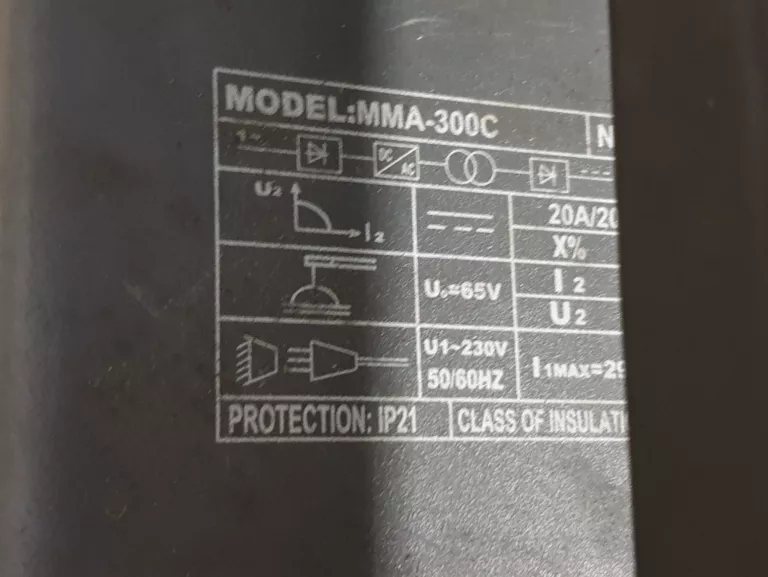 MODEL:MMA-300C N
1~
DC
AC
U2
I2
20A/20
X%
U₀=65V
I2
U2
U1~230V
50/60HZ
I1MAX=29
PROTECTION: IP21 CLASS OF INSULATI